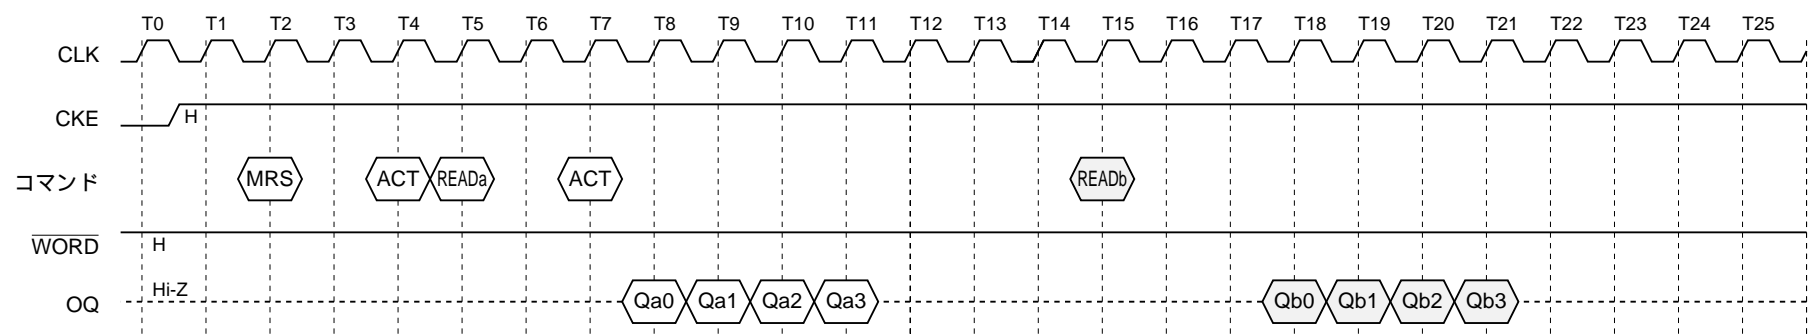 T0 T1 T2 T3 T4 T5 T6 T7 T8 T9 T10 T11 T12 T13 T14 T15 T16 T17 T18 T19 T20 T21 T22 T23 T24 T25
CLK
CKE H
コマンド MRS ACT READa ACT READb
WORD H
OQ Hi-Z Qa0 Qa1 Qa2 Qa3 Qb0 Qb1 Qb2 Qb3